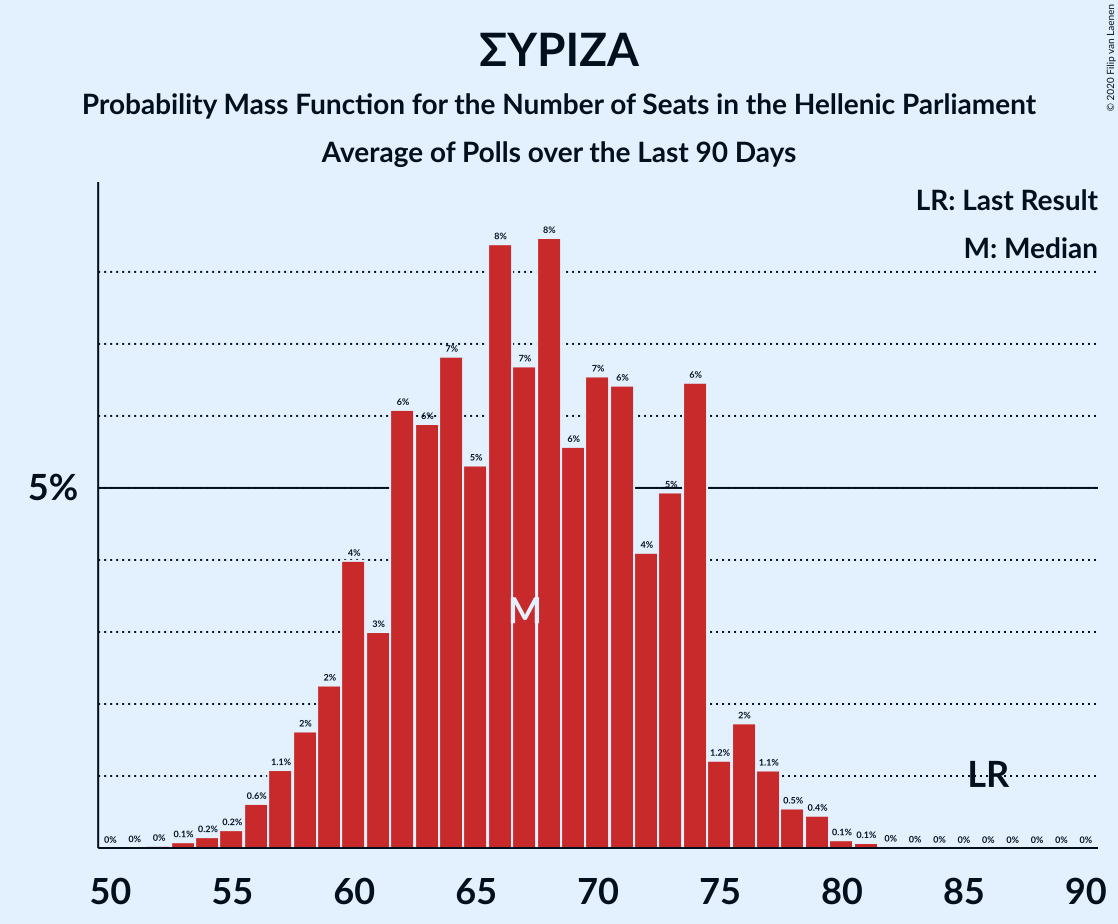 ΣΥΡΙΖΑ
Probability Mass Function for the Number of Seats in the Hellenic Parliament
Average of Polls over the Last 90 Days
© 2020 Filip van Laenen
LR: Last Result
M: Median
5%
0% 0% 0% 0.1% 0.2% 0.2% 0.6% 1.1% 2% 2% 4% 3% 6% 6% 7% 5% 8% 7% 8% 6% 7% 6% 4% 5% 6% 1.2% 2% 1.1% 0.5% 0.4% 0.1% 0.1% 0% 0% 0% 0% 0% 0% 0% 0% 0%
M
LR
50 55 60 65 70 75 80 85 90